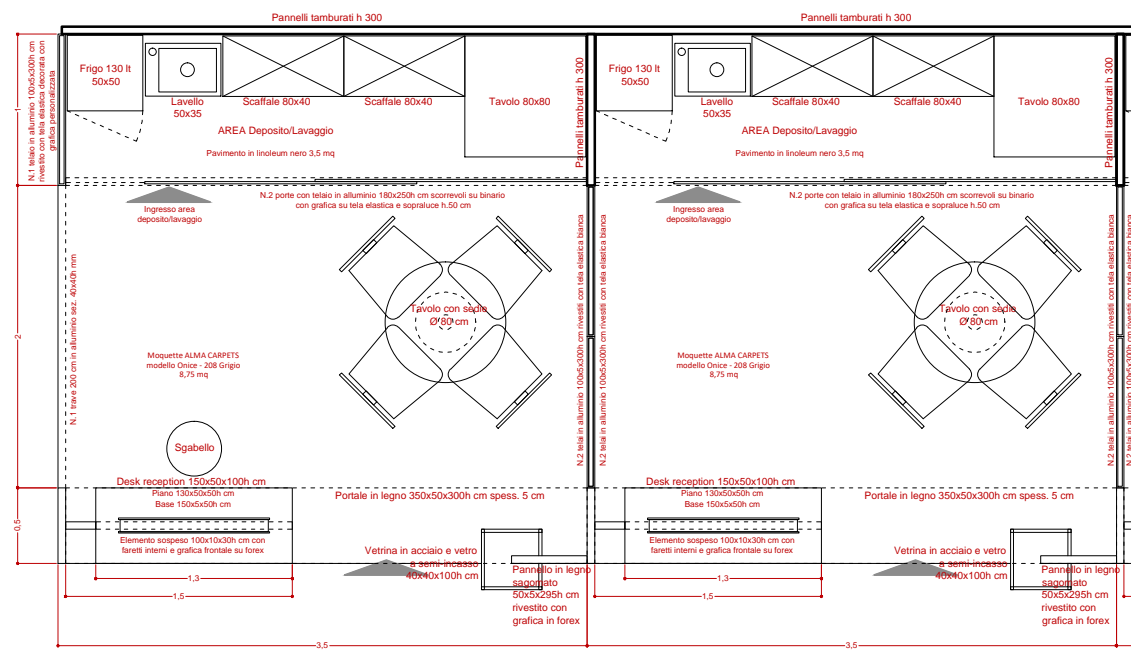 Pannelli tamburati h 300
Pannelli tamburati h 300
N.1 telaio in alluminio 100x5x300h cm
rivestito con tela elastica decorata con
grafica personalizzata
Frigo 130 lt
50x50
Lavello
50x35
Scaffale 80x40
Scaffale 80x40
Tavolo 80x80
Pannelli tamburati h 300
AREA Deposito/Lavaggio
Pavimento in linoleum nero 3,5 mq
Frigo 130 lt
50x50
Lavello
50x35
Scaffale 80x40
Scaffale 80x40
Tavolo 80x80
Pannelli tamburati h 300
AREA Deposito/Lavaggio
Pavimento in linoleum nero 3,5 mq
1
Ingresso area
deposito/lavaggio
N.2 porte con telaio in alluminio 180x250h cm scorrevoli su binario
con grafica su tela elastica e sopraluce h.50 cm
Ingresso area
deposito/lavaggio
N.2 porte con telaio in alluminio 180x250h cm scorrevoli su binario
con grafica su tela elastica e sopraluce h.50 cm
2
N.1 trave 200 cm in alluminio sez. 40x40h mm
Tavolo con sedie
Ø 80 cm
Moquette ALMA CARPETS
modello Onice - 208 Grigio
8,75 mq
N.2 telai in alluminio 100x5x300h cm rivestiti con tela elastica bianca
N.2 telai in alluminio 100x5x300h cm rivestiti con tela elastica bianca
Tavolo con sedie
Ø 80 cm
Moquette ALMA CARPETS
modello Onice - 208 Grigio
8,75 mq
N.2 telai in alluminio 100x5x300h cm rivestiti con tela elastica bianca
N.2 telai in alluminio 100x5x300h cm rivestiti con tela elastica bianca
Sgabello
0,5
Desk reception 150x50x100h cm
Piano 130x50x50h cm
Base 150x5x50h cm
Elemento sospeso 100x10x30h cm con
faretti interni e grafica frontale su forex
Portale in legno 350x50x300h cm spess. 5 cm
Vetrina in acciaio e vetro
a semi-incasso
40x40x100h cm
Pannello in legno
sagomato
50x5x295h cm
rivestito con
grafica in forex
Desk reception 150x50x100h cm
Piano 130x50x50h cm
Base 150x5x50h cm
Elemento sospeso 100x10x30h cm con
faretti interni e grafica frontale su forex
Portale in legno 350x50x300h cm spess. 5 cm
Vetrina in acciaio e vetro
a semi-incasso
40x40x100h cm
Pannello in legno
sagomato
50x5x295h cm
rivestito con
grafica in forex
1,3
1,5
1,3
1,5
3,5
3,5